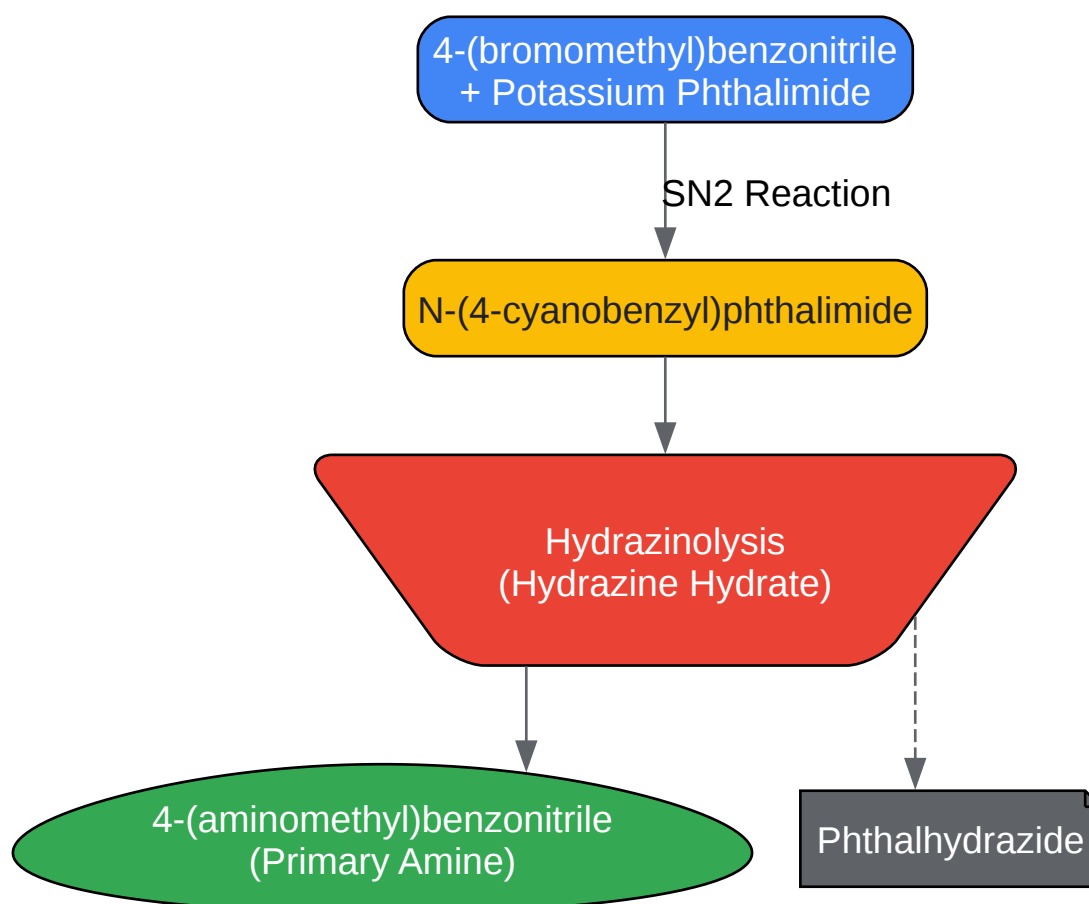 4-(bromomethyl)benzonitrile
+ Potassium Phthalimide
SN2 Reaction
N-(4-cyanobenzyl)phthalimide
Hydrazinolysis
(Hydrazine Hydrate)
4-(aminomethyl)benzonitrile
(Primary Amine)
Phthalhydrazide